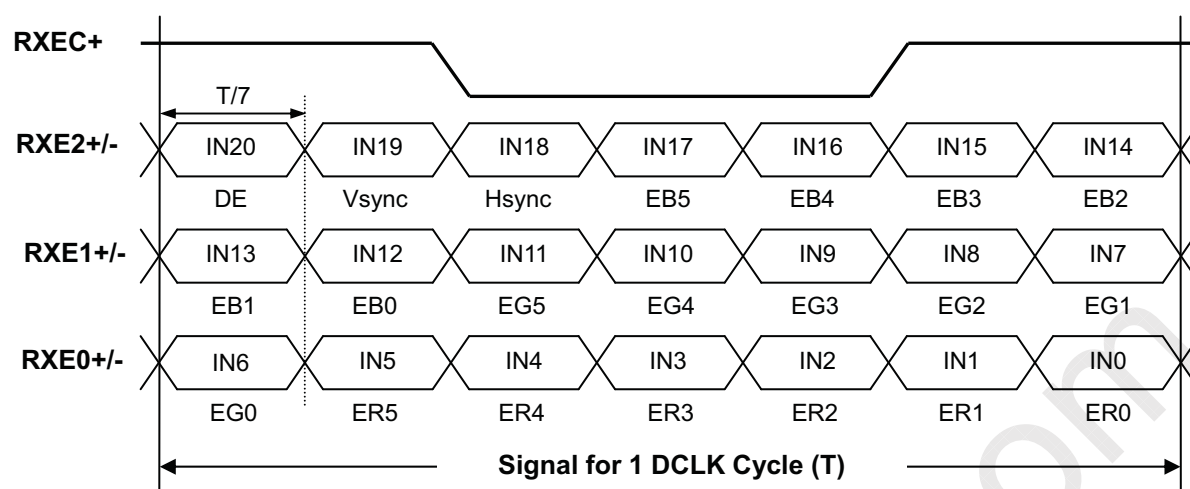 RXEC+
T/7
RXE2+/- IN20 IN19 IN18 IN17 IN16 IN15 IN14
DE Vsync Hsync EB5 EB4 EB3 EB2
RXE1+/- IN13 IN12 IN11 IN10 IN9 IN8 IN7
EB1 EB0 EG5 EG4 EG3 EG2 EG1
RXE0+/- IN6 IN5 IN4 IN3 IN2 IN1 IN0
EG0 ER5 ER4 ER3 ER2 ER1 ER0
Signal for 1 DCLK Cycle (T)
om